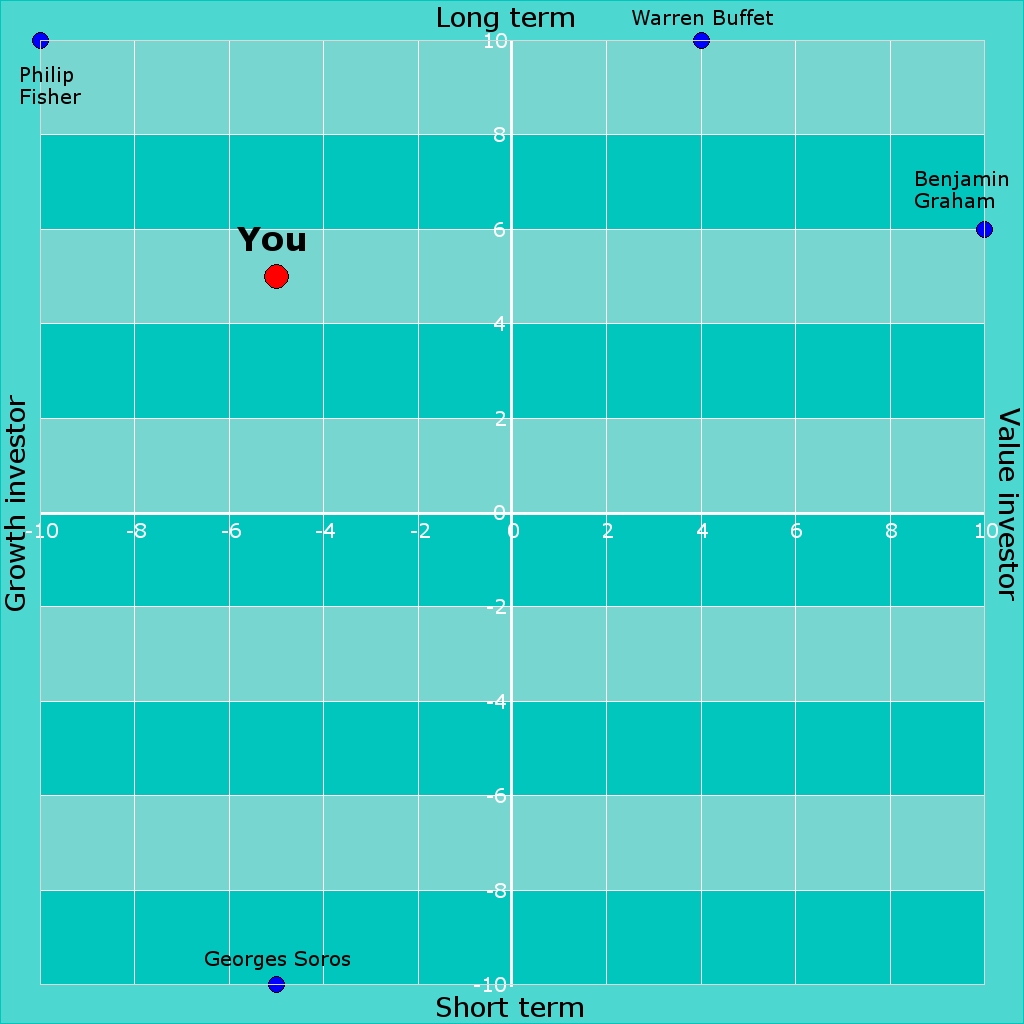 Long term
Warren Buffet
10
Philip
Fisher
8
Benjamin
Graham
6
You
4
2
0
-10 -8 -6 -4 -2 0 2 4 6 8 10
Growth investor
Value investor
-2
-4
-6
-8
Georges Soros
-10
Short term